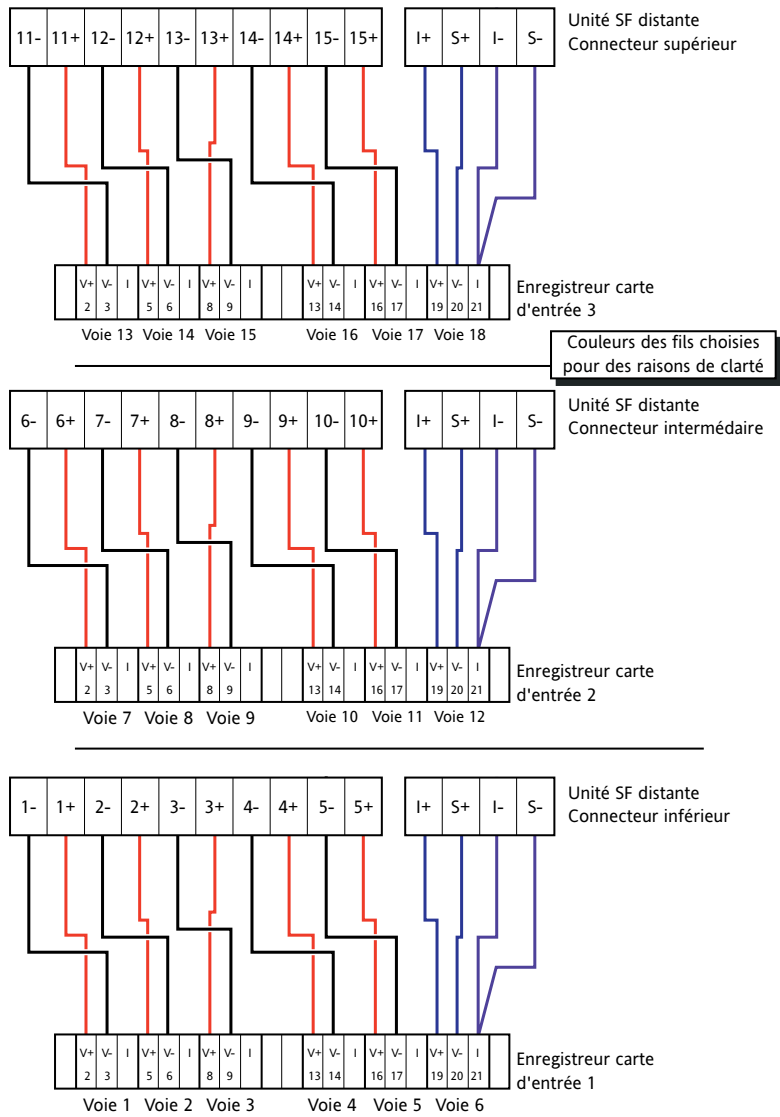 11- 11+ 12- 12+ 13- 13+ 14- 14+ 15- 15+ I+ S+ I- S-
Unité SF distante
Connecteur supérieur
V+ V- I V+ V- I V+ V- I V+ V- I V+ V- I V+ V- I
2 3 5 6 8 9 13 14 16 17 19 20 21
Enregistreur carte
d'entrée 3
Voie 13 Voie 14 Voie 15 Voie 16 Voie 17 Voie 18
Couleurs des fils choisies
pour des raisons de clarté
6- 6+ 7- 7+ 8- 8+ 9- 9+ 10- 10+ I+ S+ I- S-
Unité SF distante
Connecteur intermédaire
V+ V- I V+ V- I V+ V- I V+ V- I V+ V- I V+ V- I
2 3 5 6 8 9 13 14 16 17 19 20 21
Enregistreur carte
d'entrée 2
Voie 7 Voie 8 Voie 9 Voie 10 Voie 11 Voie 12
1- 1+ 2- 2+ 3- 3+ 4- 4+ 5- 5+ I+ S+ I- S-
Unité SF distante
Connecteur inférieur
V+ V- I V+ V- I V+ V- I V+ V- I V+ V- I V+ V- I
2 3 5 6 8 9 13 14 16 17 19 20 21
Enregistreur carte
d'entrée 1
Voie 1 Voie 2 Voie 3 Voie 4 Voie 5 Voie 6